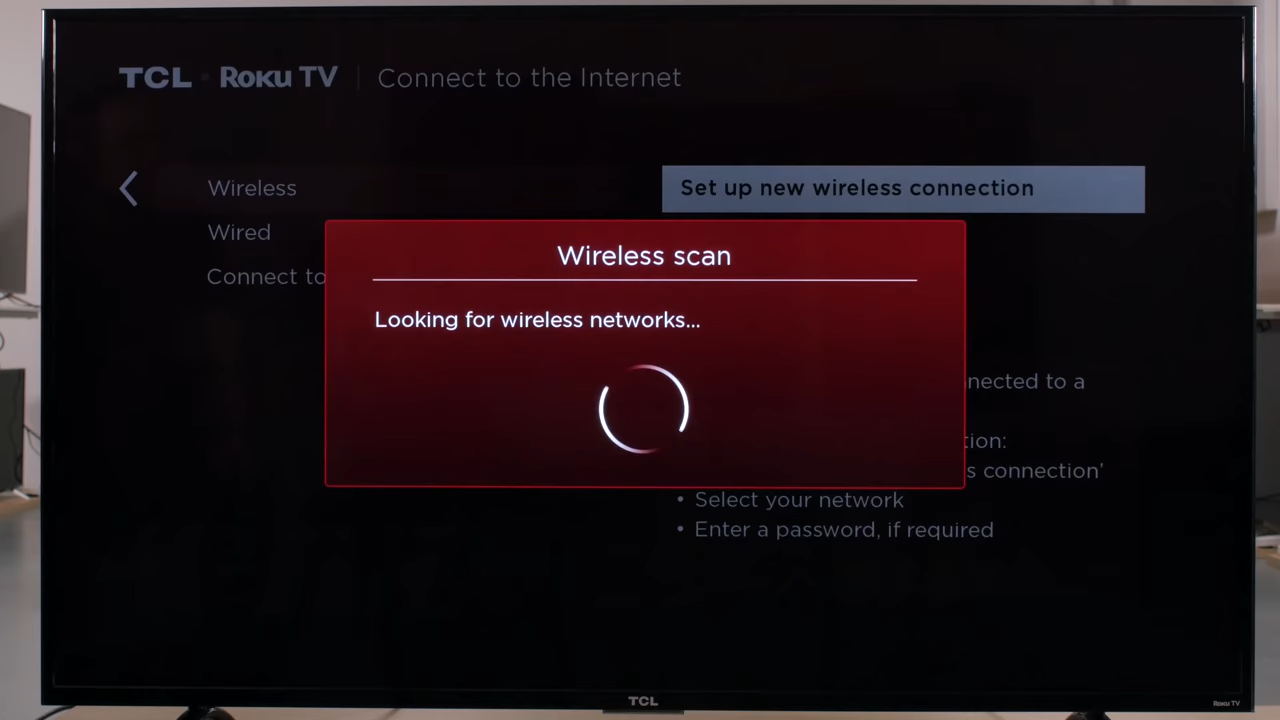 TCL Roku TV | Connect to the Internet
Wireless
Set up new wireless connection
Wired
Connect to
Wireless scan
Looking for wireless networks...
nected to a
tion:
s connection'
• Select your network
• Enter a password, if required
TCL
Roku TV